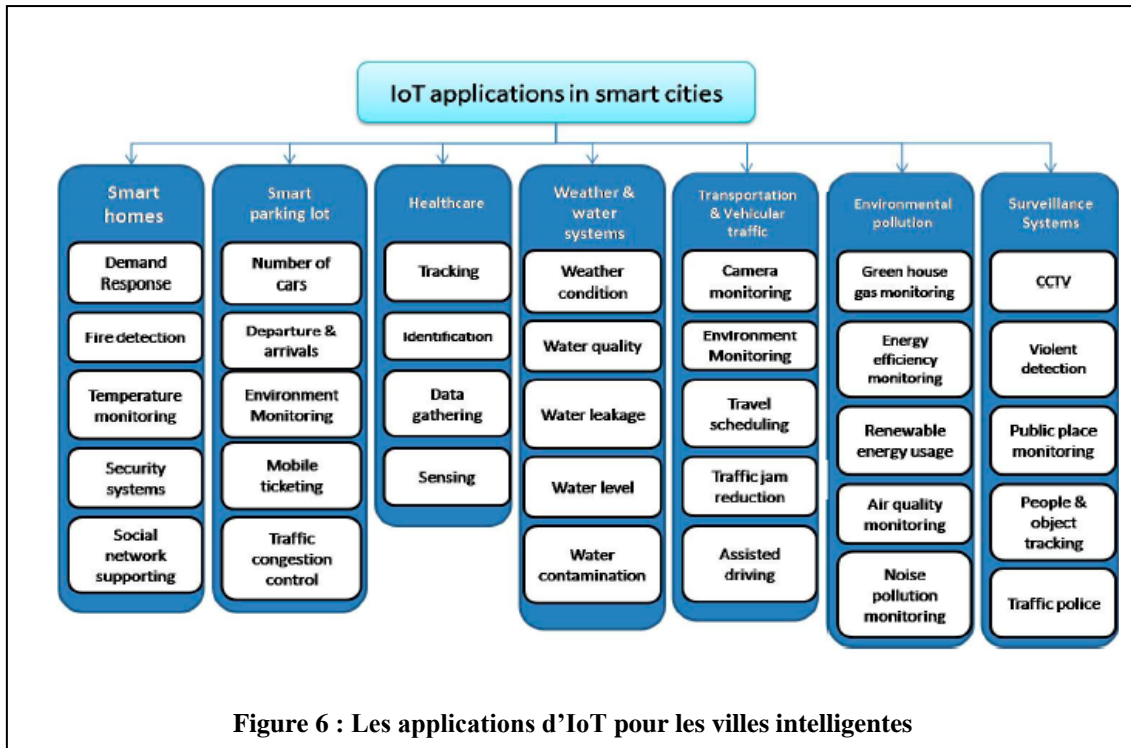 IoT applications in smart cities
Smart
homes
Demand
Response
Fire detection
Temperature
monitoring
Security
systems
Social
network
supporting
Smart
parking lot
Number of
cars
Departure &
arrivals
Environment
Monitoring
Mobile
ticketing
Traffic
congestion
control
Healthcare
Tracking
Identification
Data
gathering
Sensing
Weather &
water
systems
Weather
condition
Water quality
Water leakage
Water level
Water
contamination
Transportation
& Vehicular
traffic
Camera
monitoring
Environment
Monitoring
Travel
scheduling
Traffic jam
reduction
Assisted
driving
Environmental
pollution
Green house
gas monitoring
Energy
efficiency
monitoring
Renewable
energy usage
Air quality
monitoring
Noise
pollution
monitoring
Surveillance
Systems
CCTV
Violent
detection
Public place
monitoring
People &
object
tracking
Traffic police
Figure 6 : Les applications d’IoT pour les villes intelligentes